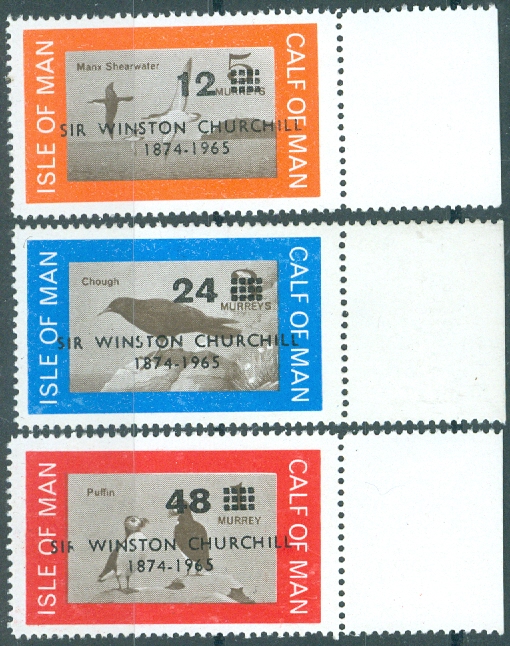 ISLE OF MAN
CALF OF MAN
Manx Shearwater
12 5
MURREYS
SIR WINSTON CHURCHILL
1874-1965
ISLE OF MAN
CALF OF MAN
Chough
24
MURREYS
SIR WINSTON CHURCHILL
1874-1965
ISLE OF MAN
CALF OF MAN
Puffin
48 1
MURREY
SIR WINSTON CHURCHILL
1874-1965